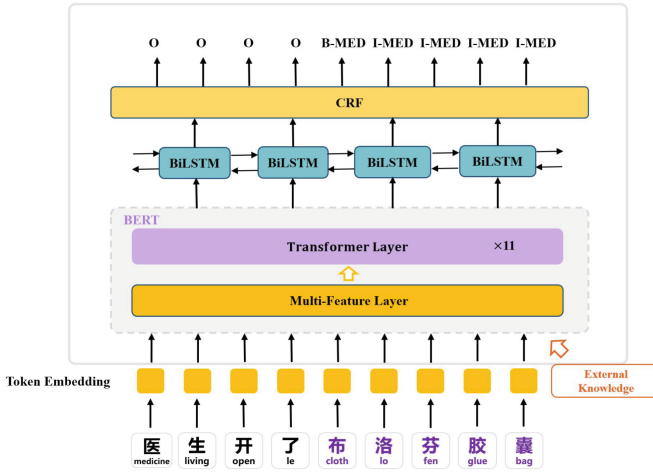 O O O O B-MED I-MED I-MED I-MED I-MED
CRF
BiLSTM BiLSTM BiLSTM BiLSTM
BERT
Transformer Layer ×11
Multi-Feature Layer
Token Embedding
External
Knowledge
医 生 开 了 布 洛 芬 胶 囊
medicine living open le cloth lo fen glue bag